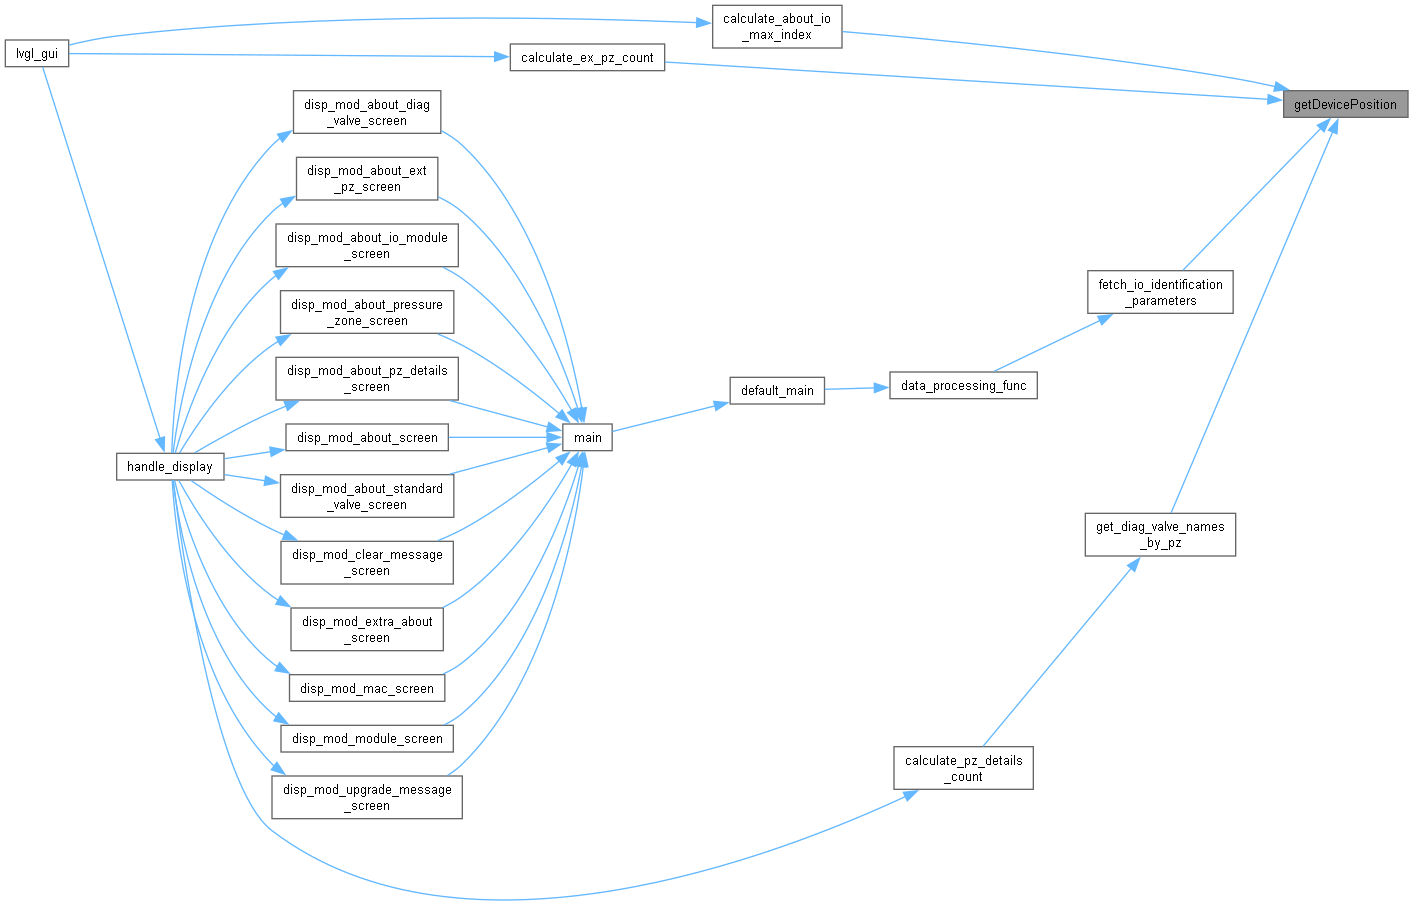 calculate_about_io
_max_index
lvgl_gui
calculate_ex_pz_count
getDevicePosition
disp_mod_about_diag
_valve_screen
disp_mod_about_ext
_pz_screen
disp_mod_about_io_module
_screen
fetch_io_identification
_parameters
disp_mod_about_pressure
_zone_screen
disp_mod_about_pz_details
_screen
default_main
data_processing_func
disp_mod_about_screen
main
handle_display
disp_mod_about_standard
_valve_screen
get_diag_valve_names
_by_pz
disp_mod_clear_message
_screen
disp_mod_extra_about
_screen
disp_mod_mac_screen
disp_mod_module_screen
calculate_pz_details
_count
disp_mod_upgrade_message
_screen